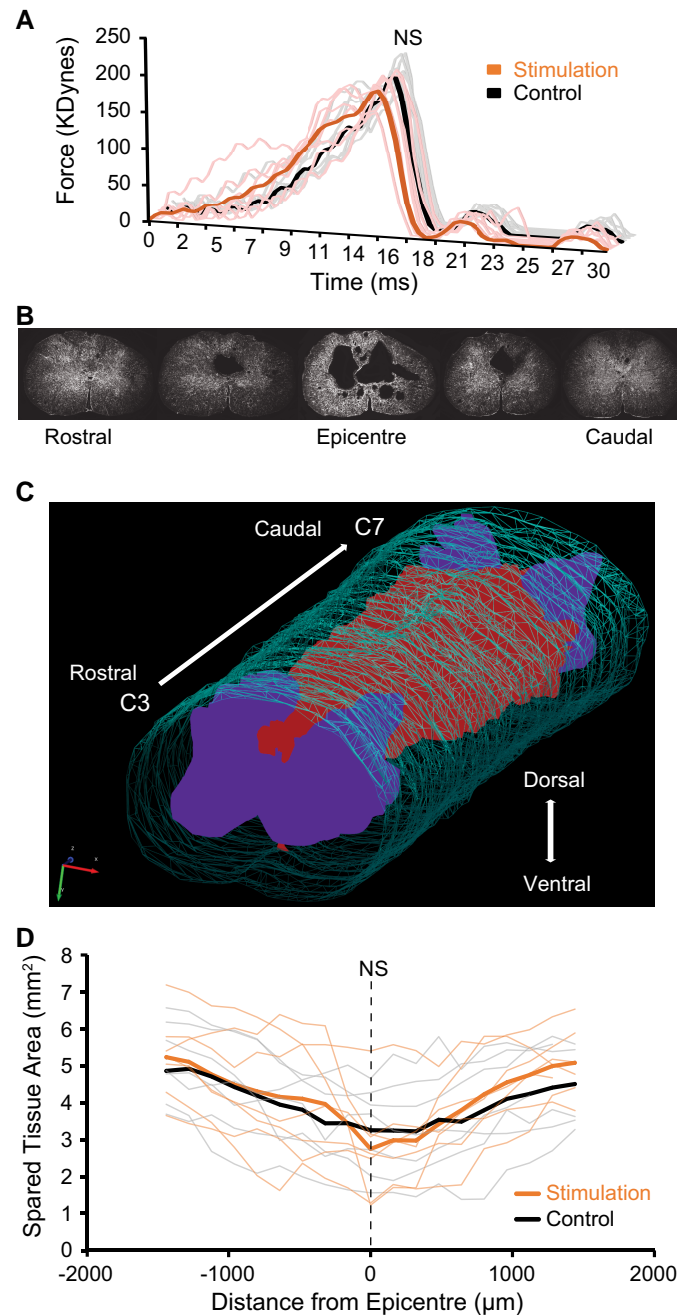 A
NS
Stimulation
Control
Force (KDynes)
250
200
150
100
50
0
0 2 4 5 7 9 11 14 16 18 21 23 25 27 30
Time (ms)
B
Rostral Epicentre Caudal
C
Caudal C7
Rostral
C3
Dorsal
Ventral
z
x
Y
D
NS
Spared Tissue Area (mm²)
8
7
6
5
4
3
2
1
0
Stimulation
Control
-2000 -1000 0 1000 2000
Distance from Epicentre (µm)